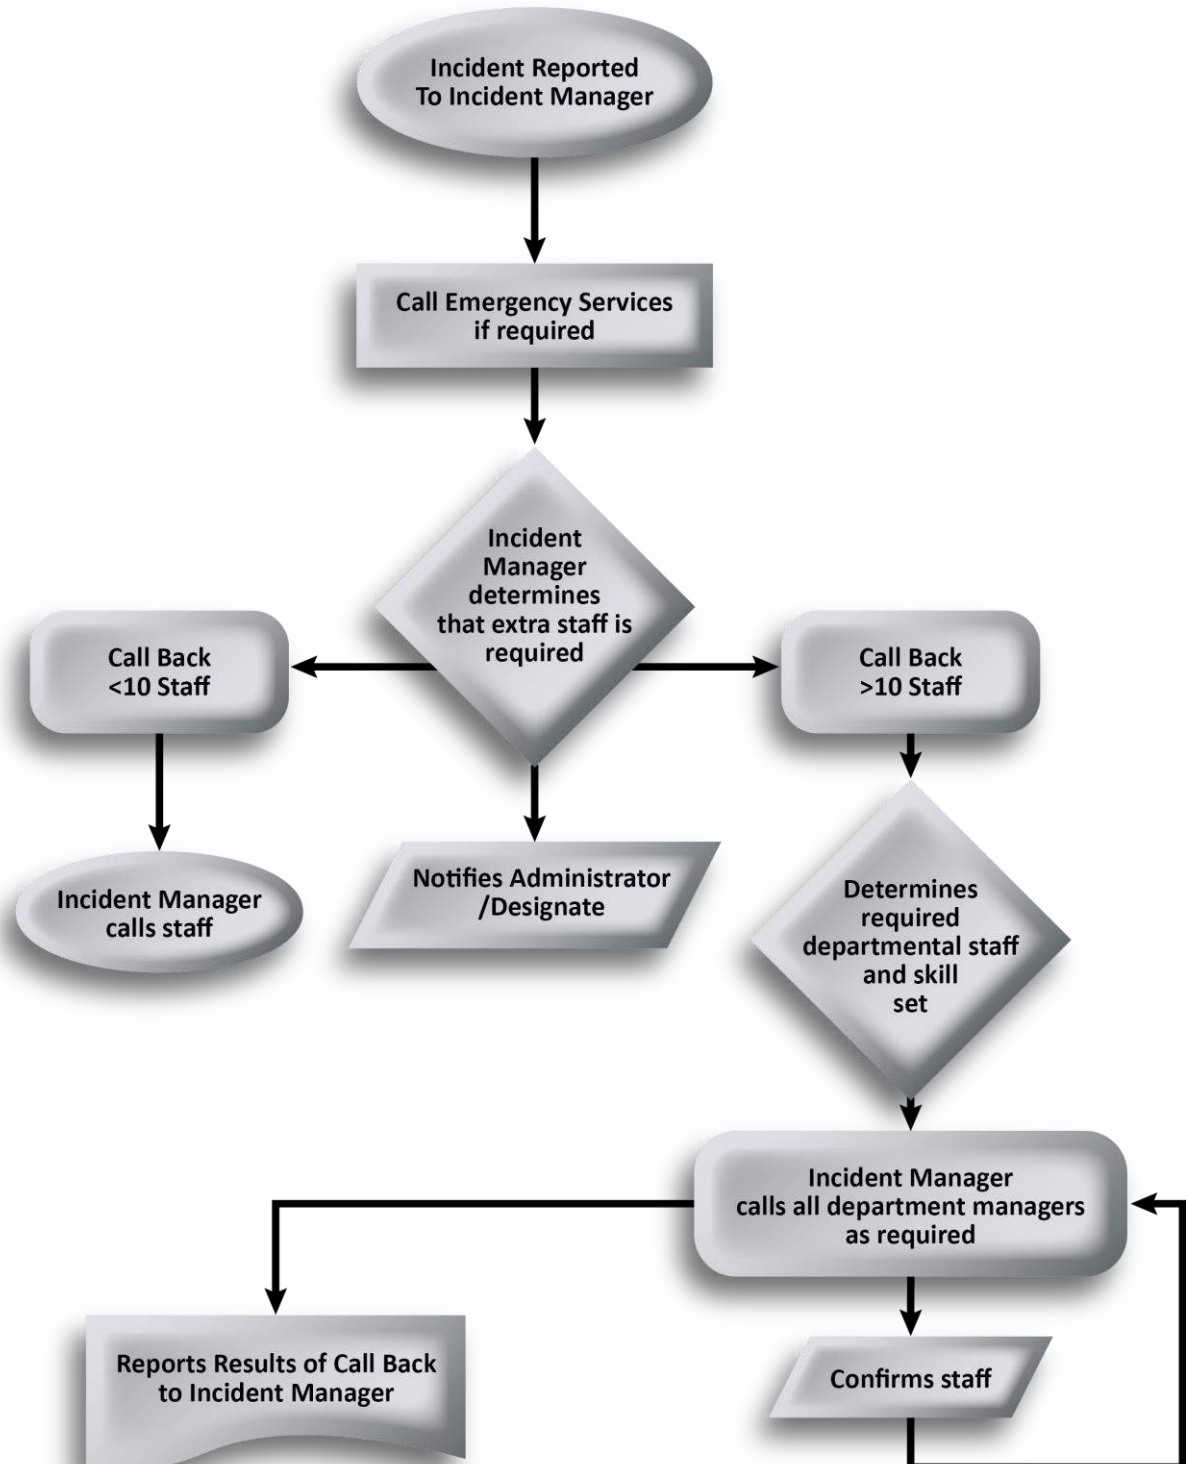 Incident Reported
To Incident Manager
Call Emergency Services
if required
Incident
Manager
determines
that extra staff is
required
Call Back
<10 Staff
Call Back
>10 Staff
Incident Manager
calls staff
Notifies Administrator
/Designate
Determines
required
departmental staff
and skill
set
Incident Manager
calls all department managers
as required
Reports Results of Call Back
to Incident Manager
Confirms staff